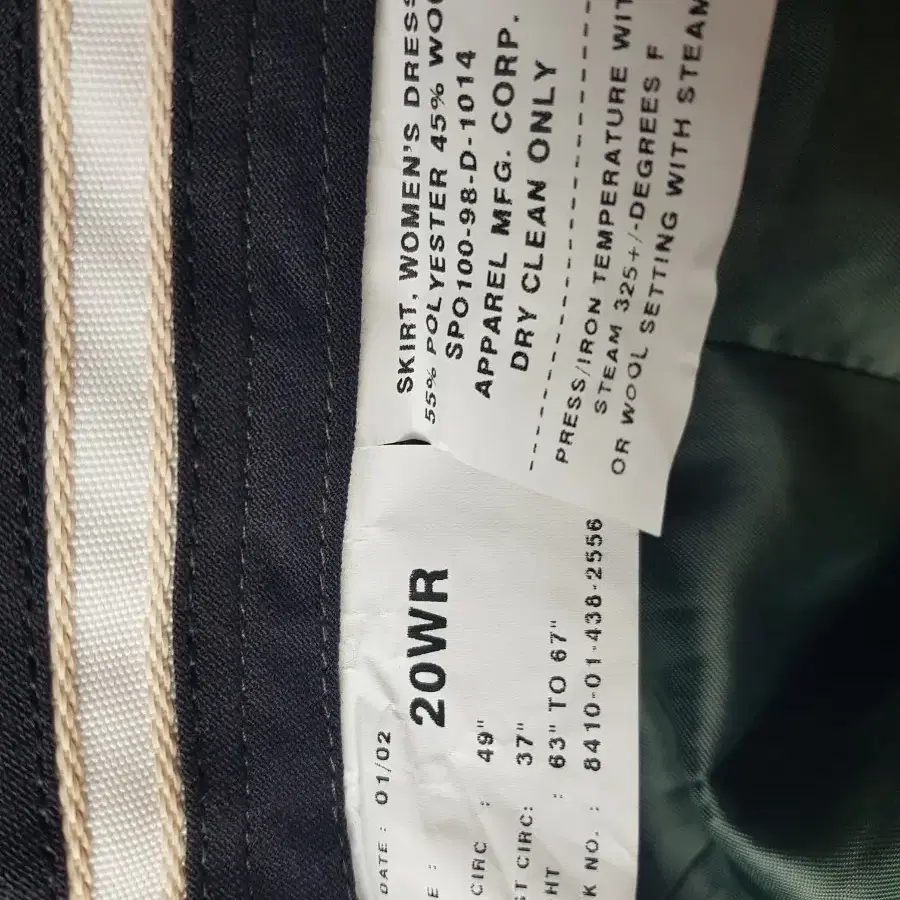 SKIRT, WOMEN'S DRESS
55% POLYESTER 45% WOO
SPO100-98-D-1014
APPAREL MFG. CORP.
DRY CLEAN ONLY
PRESS/IRON TEMPERATURE WIT
STEAM 325+/-DEGREES F
OR WOOL SETTING WITH STEAM
DATE : 01/02
E : 20WR
CIRC : 49"
ST CIRC: 37"
HT : 63" TO 67"
K NO. : 8410-01-438-2556